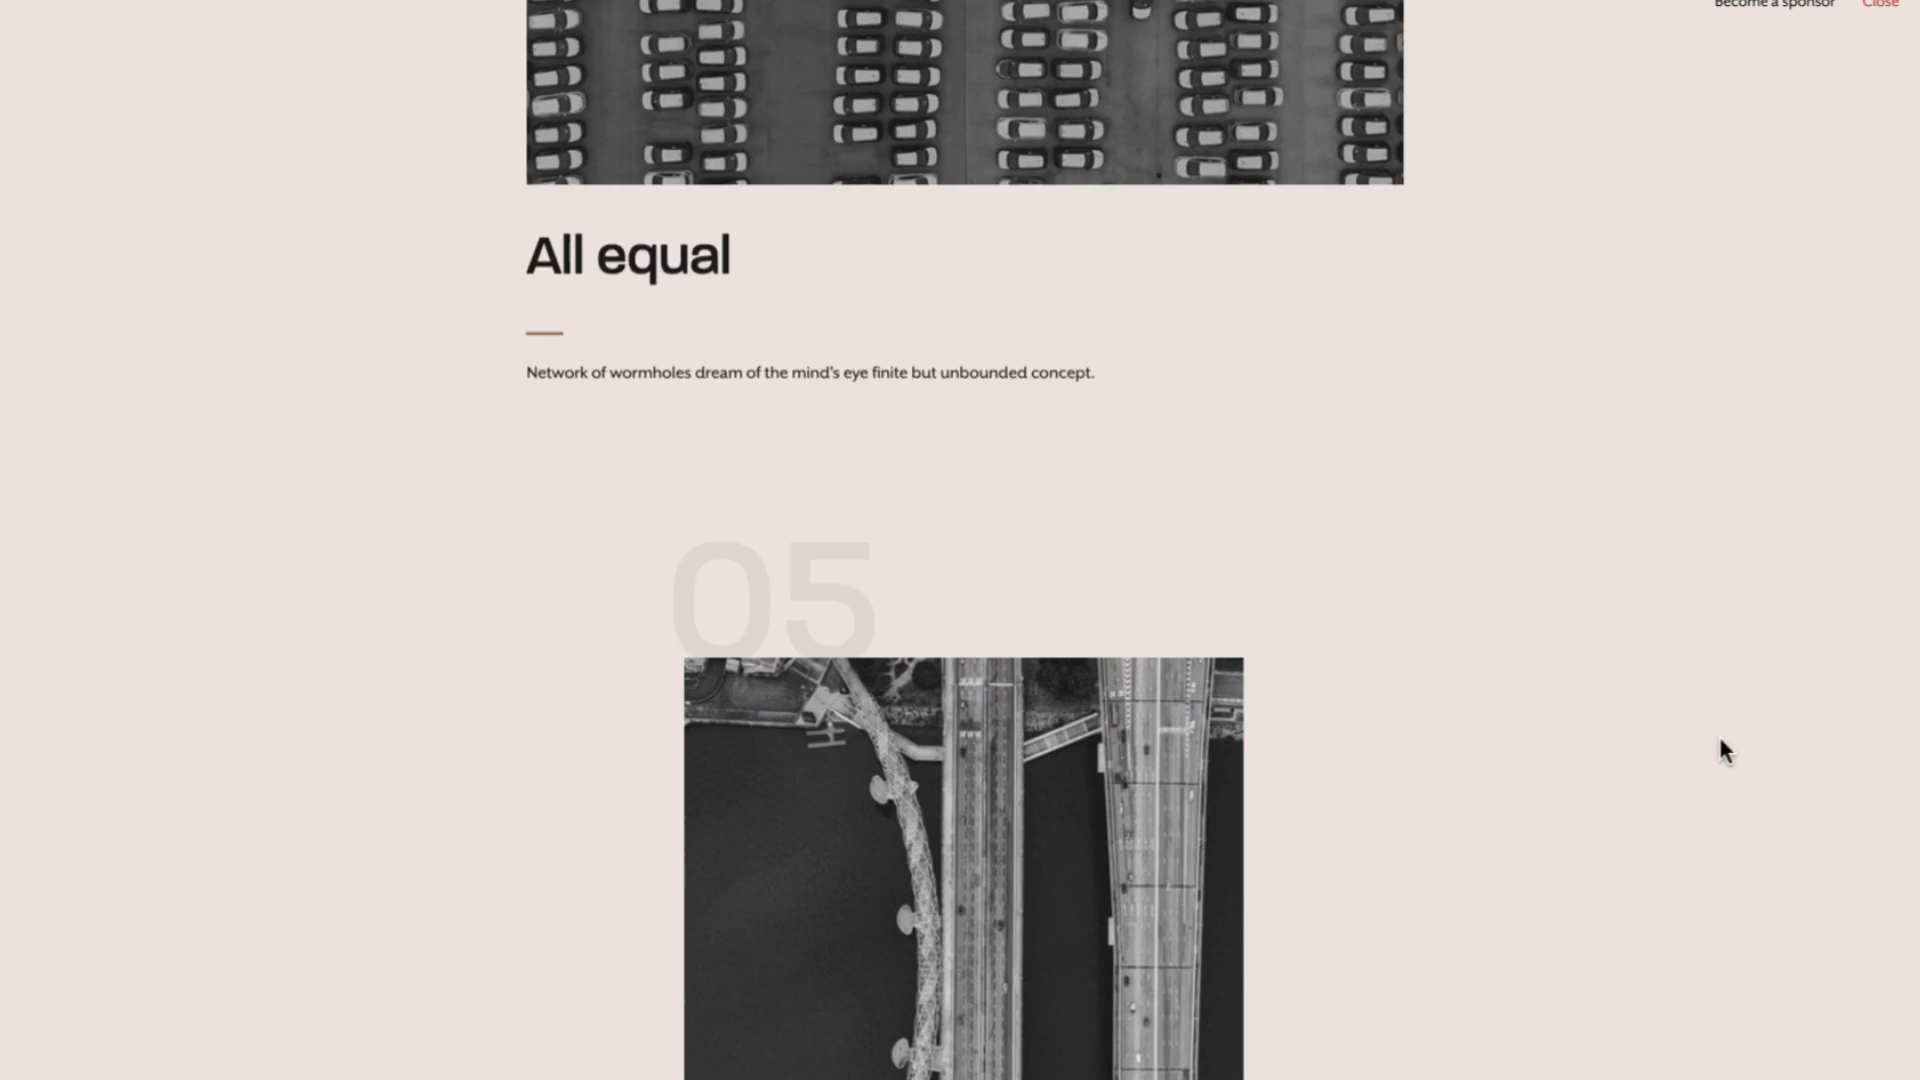 Become a sponsor Close
All equal
Network of wormholes dream of the mind's eye finite but unbounded concept.
05